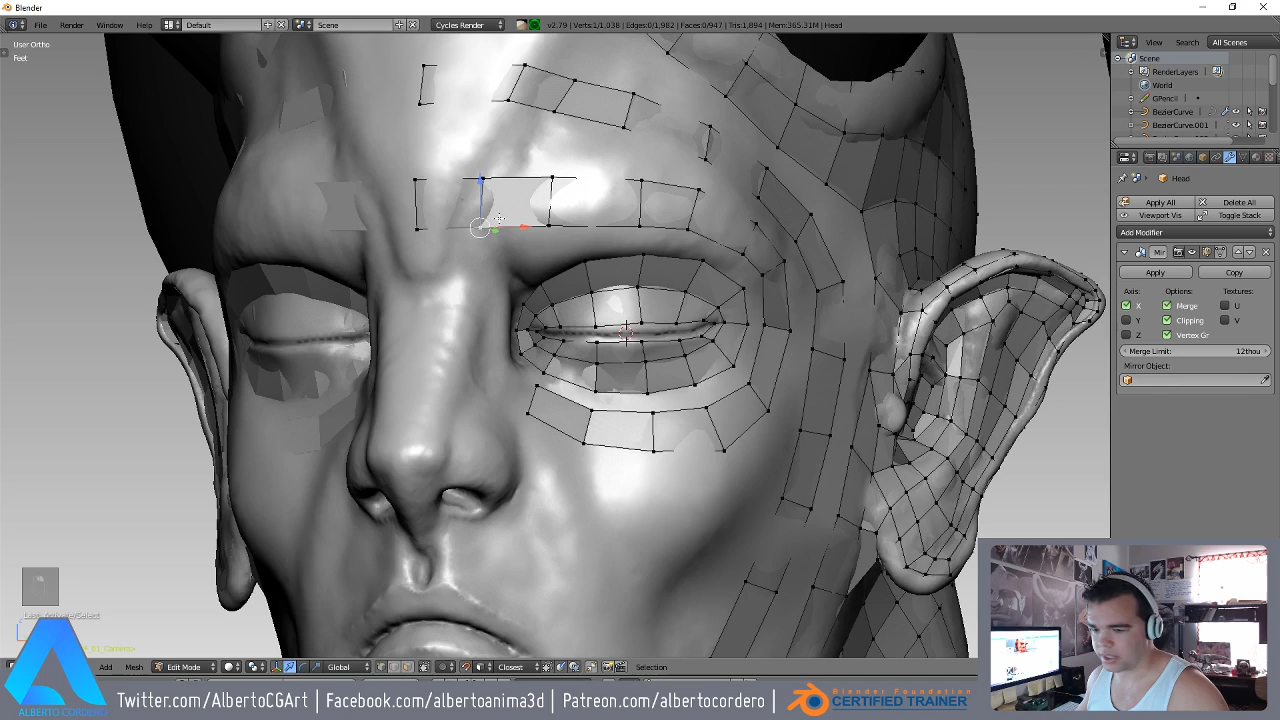 Blender
File
Render
Window
Help
Default
Scene
Cycles Render
v2.79 | Verts:1/1,038 | Edges:0/1,982 | Faces:0/947 | Tris:1,894 | Mem:365.31M | Head
User Ortho
Feet
View
Search
All Scenes
Scene
RenderLayers
World
GPencil
BezierCurve
BezierCurve.001
Head
Apply All
Delete All
Viewport Vis
Toggle Stack
Add Modifier
Mir
Apply
Copy
Axis:
Options:
Textures:
X
Merge
U
Y
Clipping
V
Z
Vertex Gr
Merge Limit:
12thou
Mirror Object:
Add
Mesh
Edit Mode
Global
Closest
Selection
ALBERTO CORDERO
Twitter.com/AlbertoCGArt | Facebook.com/albertoanima3d | Patreon.com/albertocordero |
Blender Foundation
CERTIFIED TRAINER